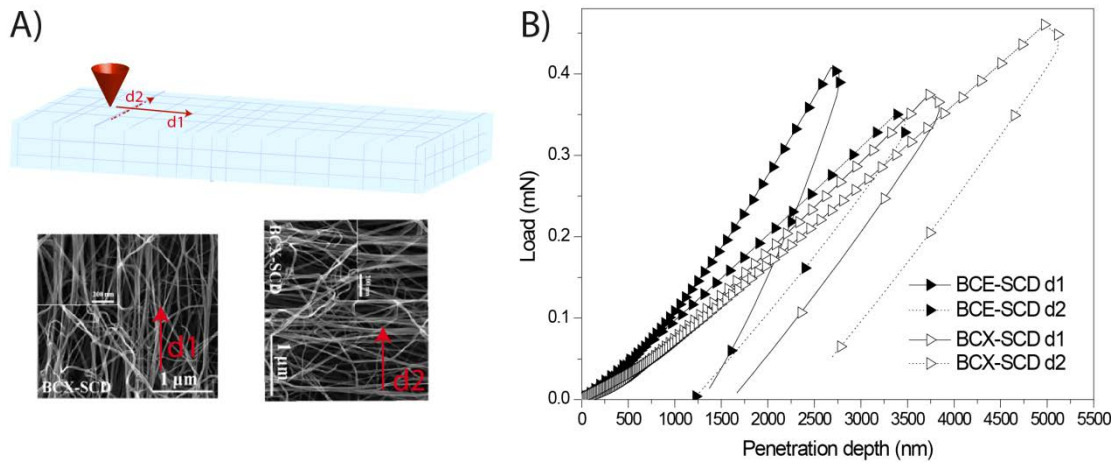 A)
d2
d1
BCX-SCD
300 nm
d1
1 µm
BCX-SCD
300 nm
d2
1 µm
B)
Load (mN)
0.4
0.3
0.2
0.1
0.0
BCE-SCD d1
BCE-SCD d2
BCX-SCD d1
BCX-SCD d2
0 500 1000 1500 2000 2500 3000 3500 4000 4500 5000 5500
Penetration depth (nm)